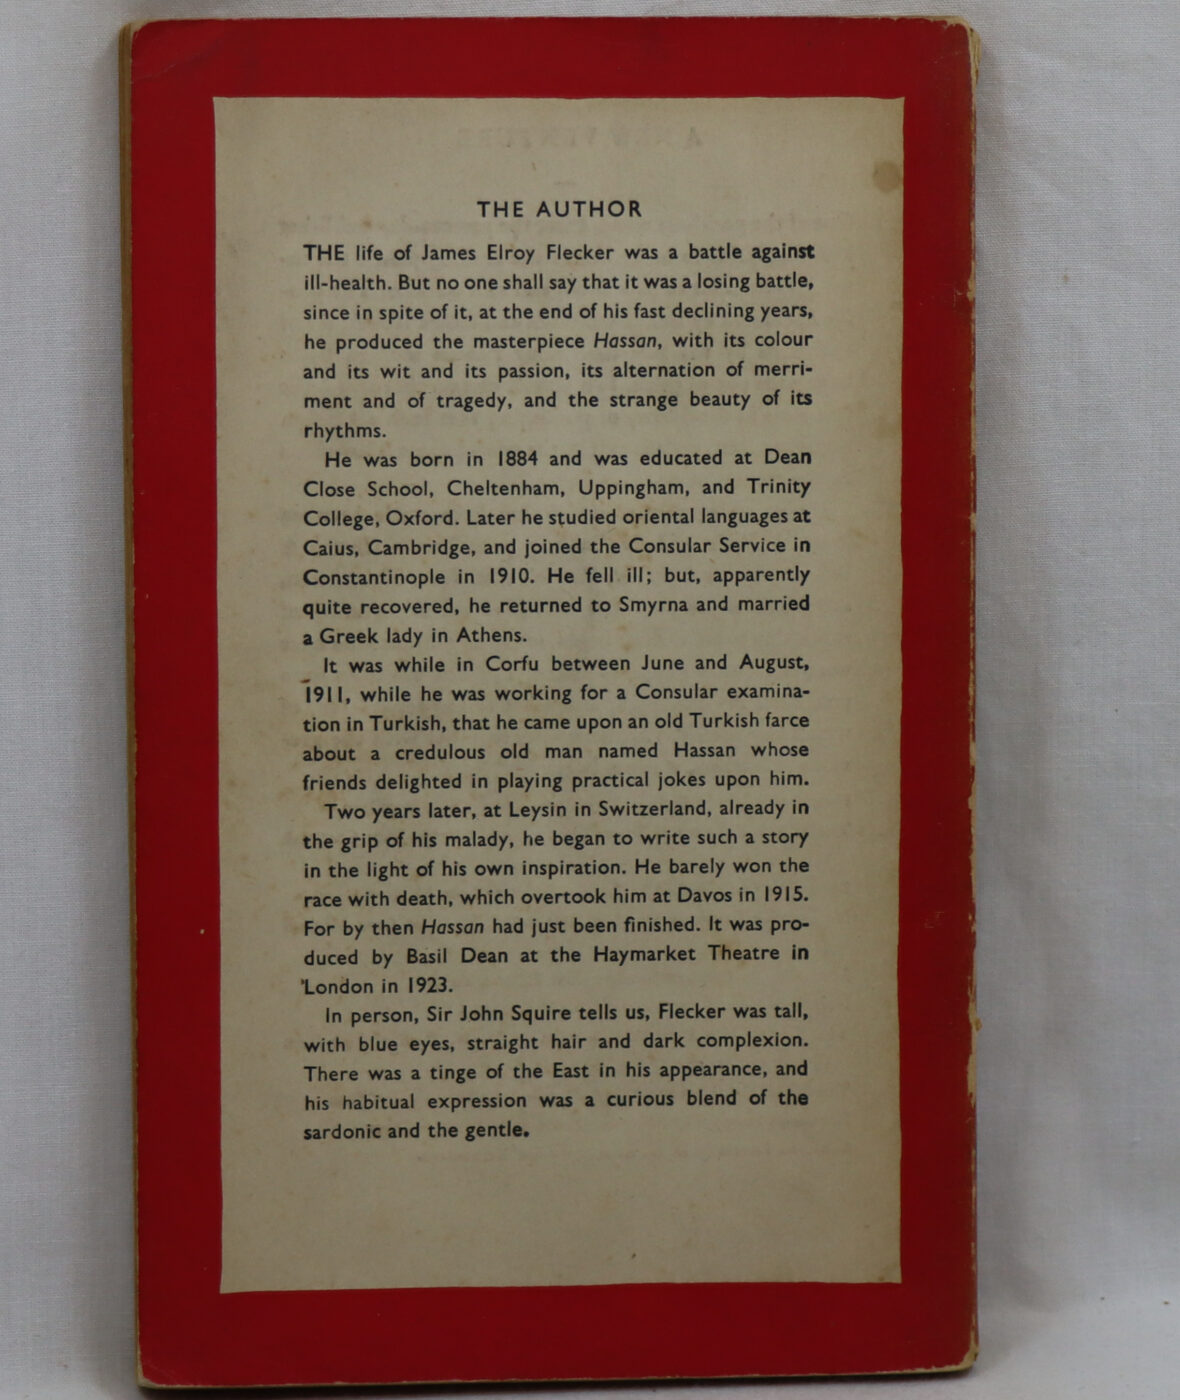 THE AUTHOR
THE life of James Elroy Flecker was a battle against
ill-health. But no one shall say that it was a losing battle,
since in spite of it, at the end of his fast declining years,
he produced the masterpiece Hassan, with its colour
and its wit and its passion, its alternation of merri-
ment and of tragedy, and the strange beauty of its
rhythms.
He was born in 1884 and was educated at Dean
Close School, Cheltenham, Uppingham, and Trinity
College, Oxford. Later he studied oriental languages at
Caius, Cambridge, and joined the Consular Service in
Constantinople in 1910. He fell ill; but, apparently
quite recovered, he returned to Smyrna and married
a Greek lady in Athens.
It was while in Corfu between June and August,
1911, while he was working for a Consular examina-
tion in Turkish, that he came upon an old Turkish farce
about a credulous old man named Hassan whose
friends delighted in playing practical jokes upon him.
Two years later, at Leysin in Switzerland, already in
the grip of his malady, he began to write such a story
in the light of his own inspiration. He barely won the
race with death, which overtook him at Davos in 1915.
For by then Hassan had just been finished. It was pro-
duced by Basil Dean at the Haymarket Theatre in
London in 1923.
In person, Sir John Squire tells us, Flecker was tall,
with blue eyes, straight hair and dark complexion.
There was a tinge of the East in his appearance, and
his habitual expression was a curious blend of the
sardonic and the gentle.